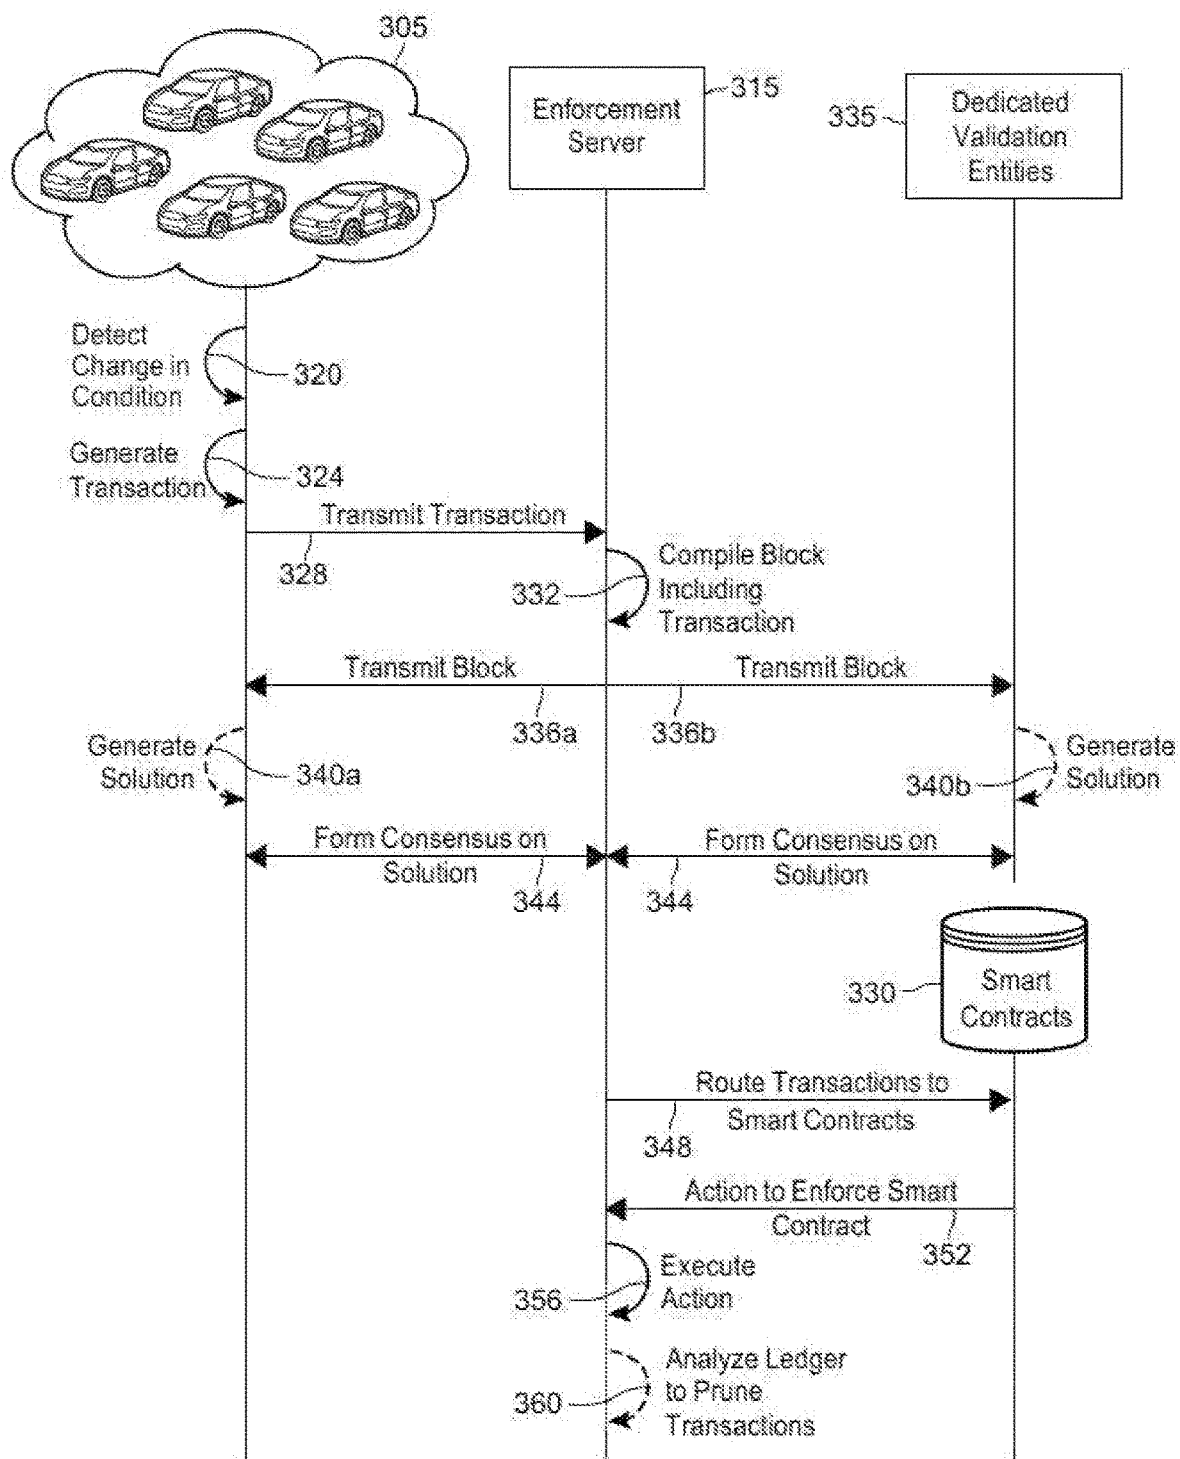 305
Enforcement
Server
315
335
Dedicated
Validation
Entities
Detect
Change in
Condition
320
Generate
Transaction
324
Transmit Transaction
328
332
Compile Block
Including
Transaction
Transmit Block
Transmit Block
336a
336b
Generate
Solution
340a
340b
Generate
Solution
Form Consensus on
Solution
344
Form Consensus on
Solution
344
330
Smart
Contracts
Route Transactions to
Smart Contracts
348
Action to Enforce Smart
Contract
352
356
Execute
Action
360
Analyze Ledger
to Prune
Transactions